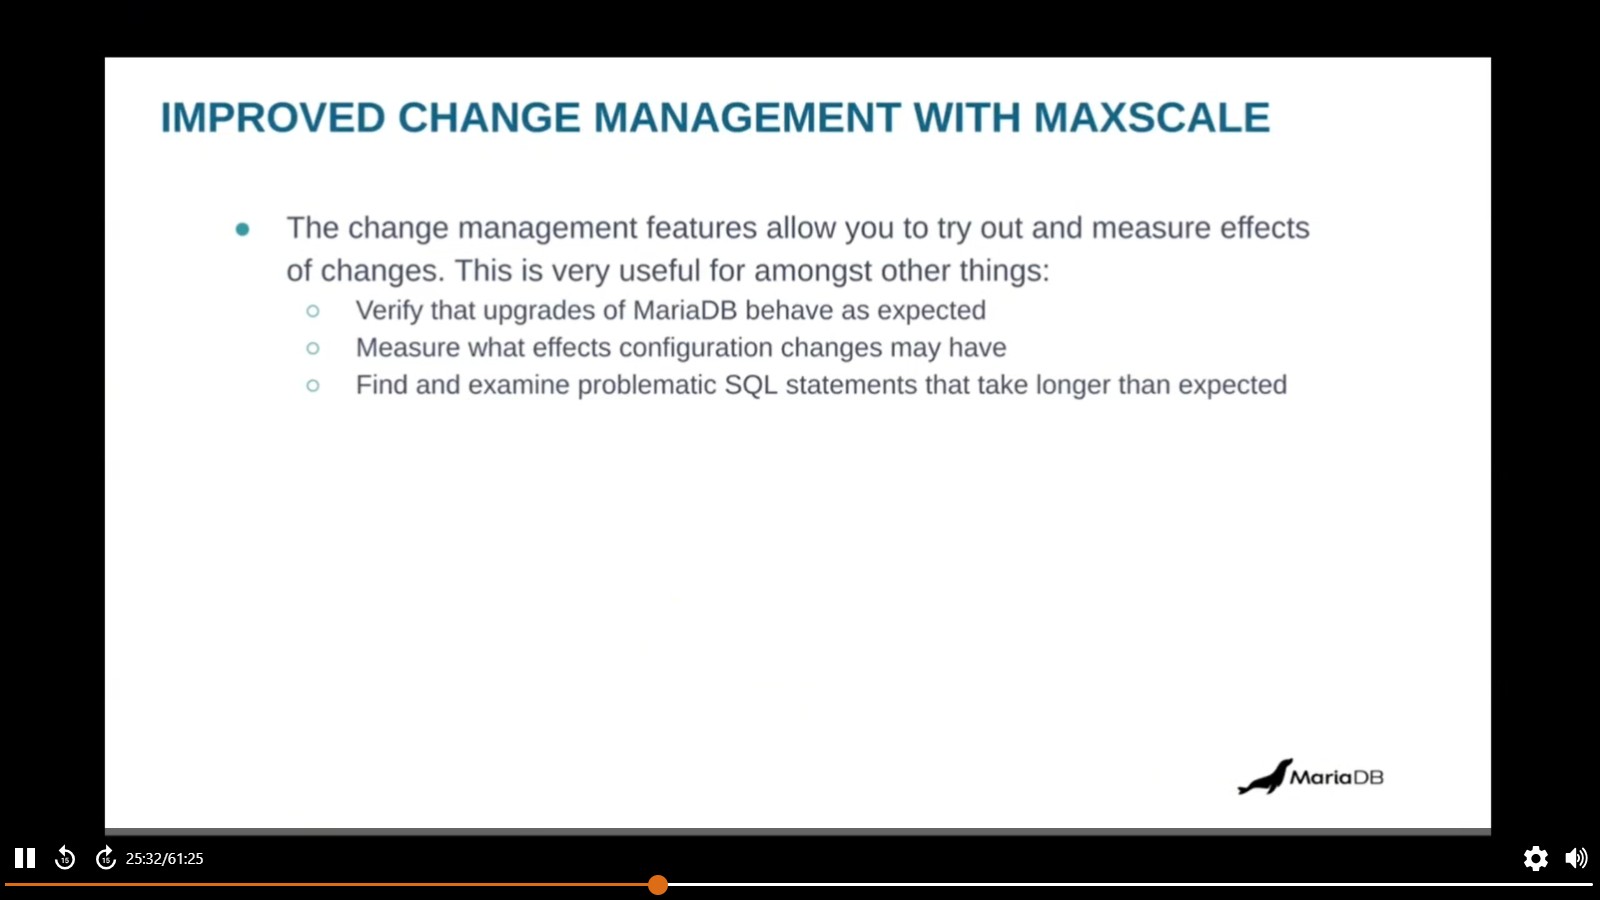 IMPROVED CHANGE MANAGEMENT WITH MAXSCALE
● The change management features allow you to try out and measure effects
of changes. This is very useful for amongst other things:
○ Verify that upgrades of MariaDB behave as expected
○ Measure what effects configuration changes may have
○ Find and examine problematic SQL statements that take longer than expected
MariaDB
15 15 25:32/61:25